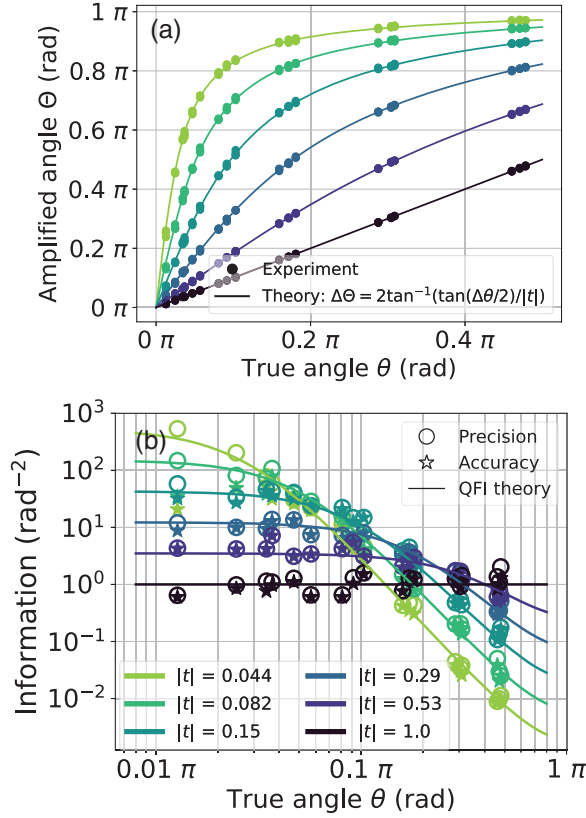 (a)
Amplified angle Θ (rad)
1 π
0.8 π
0.6 π
0.4 π
0.2 π
0 π
Experiment
Theory: ΔΘ = 2tan⁻¹(tan(Δθ/2)/|t|)
0 π
0.2 π
0.4 π
True angle θ (rad)
(b)
Information (rad⁻²)
10³
10²
10¹
10⁰
10⁻¹
10⁻²
Precision
Accuracy
QFI theory
|t| = 0.044
|t| = 0.082
|t| = 0.15
|t| = 0.29
|t| = 0.53
|t| = 1.0
0.01 π
0.1 π
1 π
True angle θ (rad)